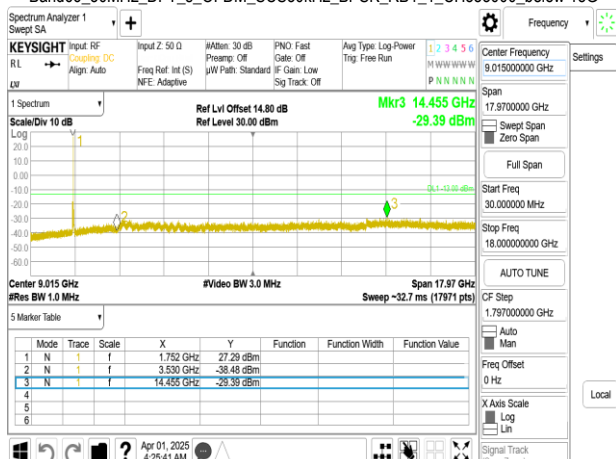 Spectrum Analyzer 1
Swept SA
Frequency
KEYSIGHT
RL
LXI
Input: RF
Coupling: DC
Align: Auto
Input Z: 50 Ω
Freq Ref: Int (S)
NFE: Adaptive
#Atten: 30 dB
Preamp: Off
µW Path: Standard
PNO: Fast
Gate: Off
IF Gain: Low
Sig Track: Off
Avg Type: Log-Power
Trig: Free Run
1 2 3 4 5 6
M W W W W W
P N N N N N
Center Frequency
9.015000000 GHz
Settings
Span
17.9700000 GHz
Swept Span
Zero Span
Full Span
Start Freq
30.000000 MHz
Stop Freq
18.000000000 GHz
AUTO TUNE
CF Step
1.797000000 GHz
Auto
Man
Freq Offset
0 Hz
X Axis Scale
Log
Lin
Signal Track
Local
1 Spectrum
Scale/Div 10 dB
Log
Ref Lvl Offset 14.80 dB
Ref Level 30.00 dBm
Mkr3 14.455 GHz
-29.39 dBm
20.0
10.0
0.00
-10.0
-20.0
-30.0
-40.0
-50.0
-60.0
1
2
3
DL1 -13.00 dBm
Center 9.015 GHz
#Video BW 3.0 MHz
Span 17.97 GHz
#Res BW 1.0 MHz
Sweep ~32.7 ms (17971 pts)
5 Marker Table
Mode Trace Scale X Y Function Function Width Function Value
1 N 1 f 1.752 GHz 27.29 dBm
2 N 1 f 3.530 GHz -38.48 dBm
3 N 1 f 14.455 GHz -29.39 dBm
4
5
6
Apr 01, 2025
4:25:41 AM